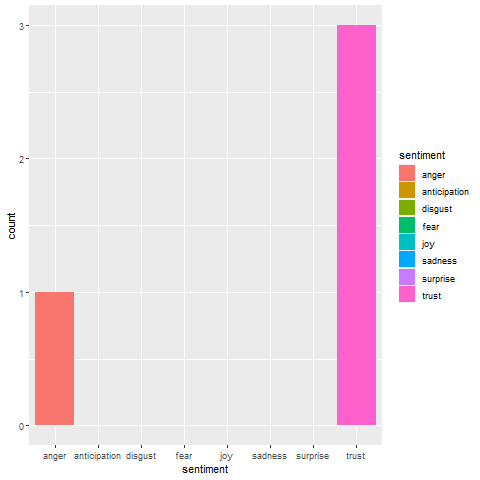 3
2
1
0
count
anger anticipation disgust fear joy sadness surprise trust
sentiment
sentiment
anger
anticipation
disgust
fear
joy
sadness
surprise
trust